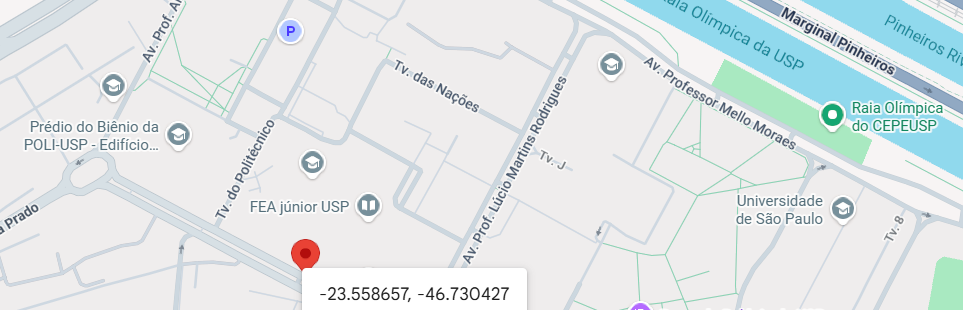 Av. Prof. Al
P
Raia Olímpica da USP
Marginal Pinheiros
Pinheiros Riv
Tv. das Nações
Av. Professor Mello Moraes
Raia Olímpica
do CEPEUSP
Prédio do Biênio da
POLI-USP - Edifício...
Tv. do Politécnico
Av. Prof. Lúcio Martins Rodrigues
Tv. J
FEA júnior USP
Universidade
de São Paulo
a Prado
Tv. 8
-23.558657, -46.730427